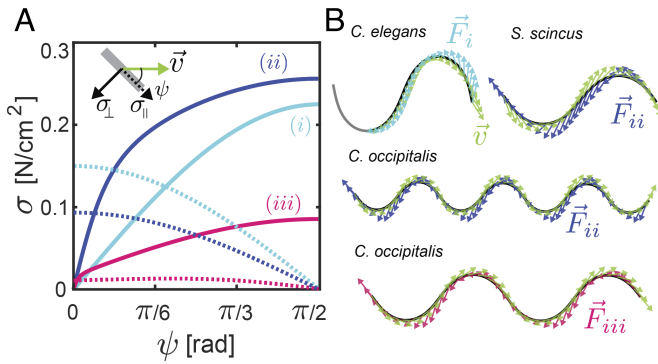 A
0.3
0.2
0.1
0
σ [N/cm²]
v⃗
ψ
σ⊥
σ∥
(ii)
(i)
(iii)
0
π/6
π/3
π/2
ψ [rad]
B
C. elegans
F⃗i
v⃗
S. scincus
F⃗ii
C. occipitalis
F⃗ii
C. occipitalis
F⃗iii